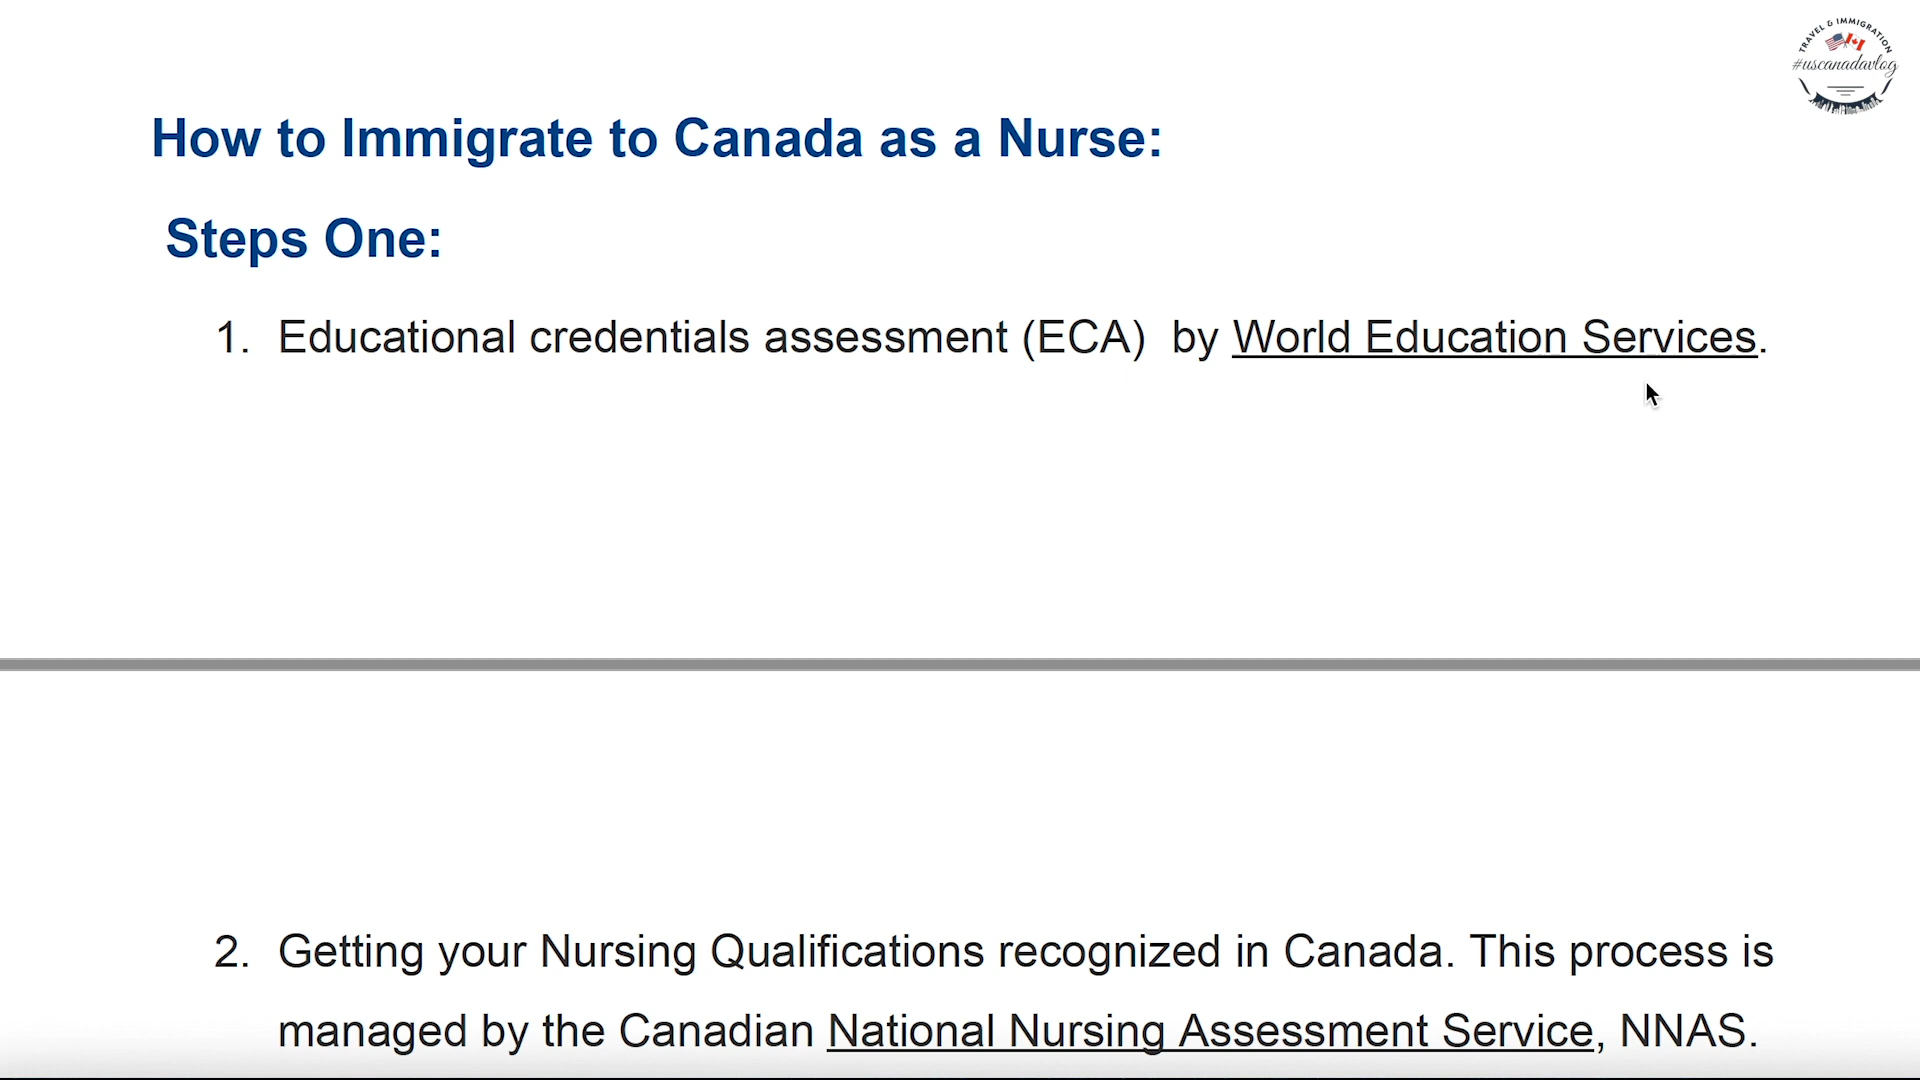 TRAVEL & IMMIGRATION
#uscanadavlog
How to Immigrate to Canada as a Nurse:
Steps One:
1. Educational credentials assessment (ECA) by World Education Services.
2. Getting your Nursing Qualifications recognized in Canada. This process is
managed by the Canadian National Nursing Assessment Service, NNAS.